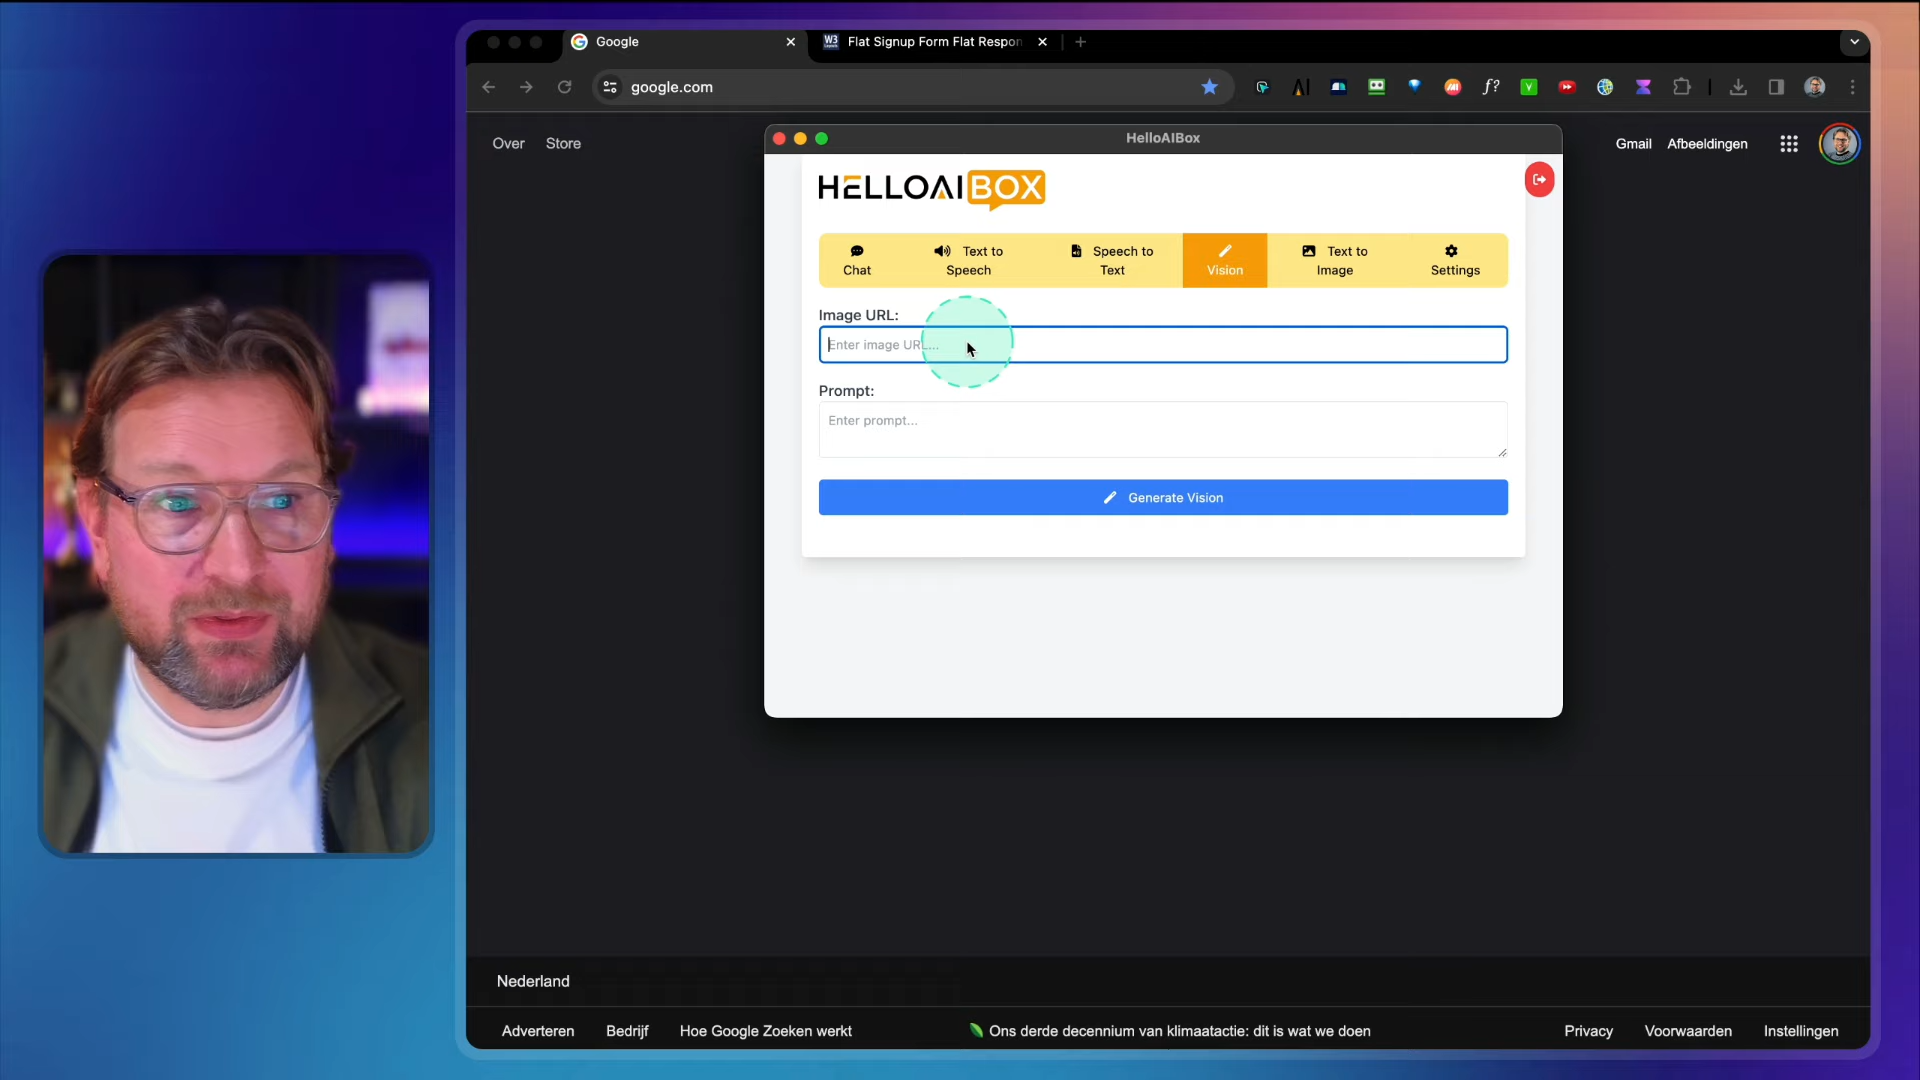 Google
W3 Flat Signup Form Flat Respon
google.com
f?
Over
Store
Gmail
Afbeeldingen
HelloAIBox
HELLOAIBOX
Chat
Text to
Speech
Speech to
Text
Vision
Text to
Image
Settings
Image URL:
Enter image URL...
Prompt:
Enter prompt...
Generate Vision
Nederland
Adverteren
Bedrijf
Hoe Google Zoeken werkt
Ons derde decennium van klimaatactie: dit is wat we doen
Privacy
Voorwaarden
Instellingen